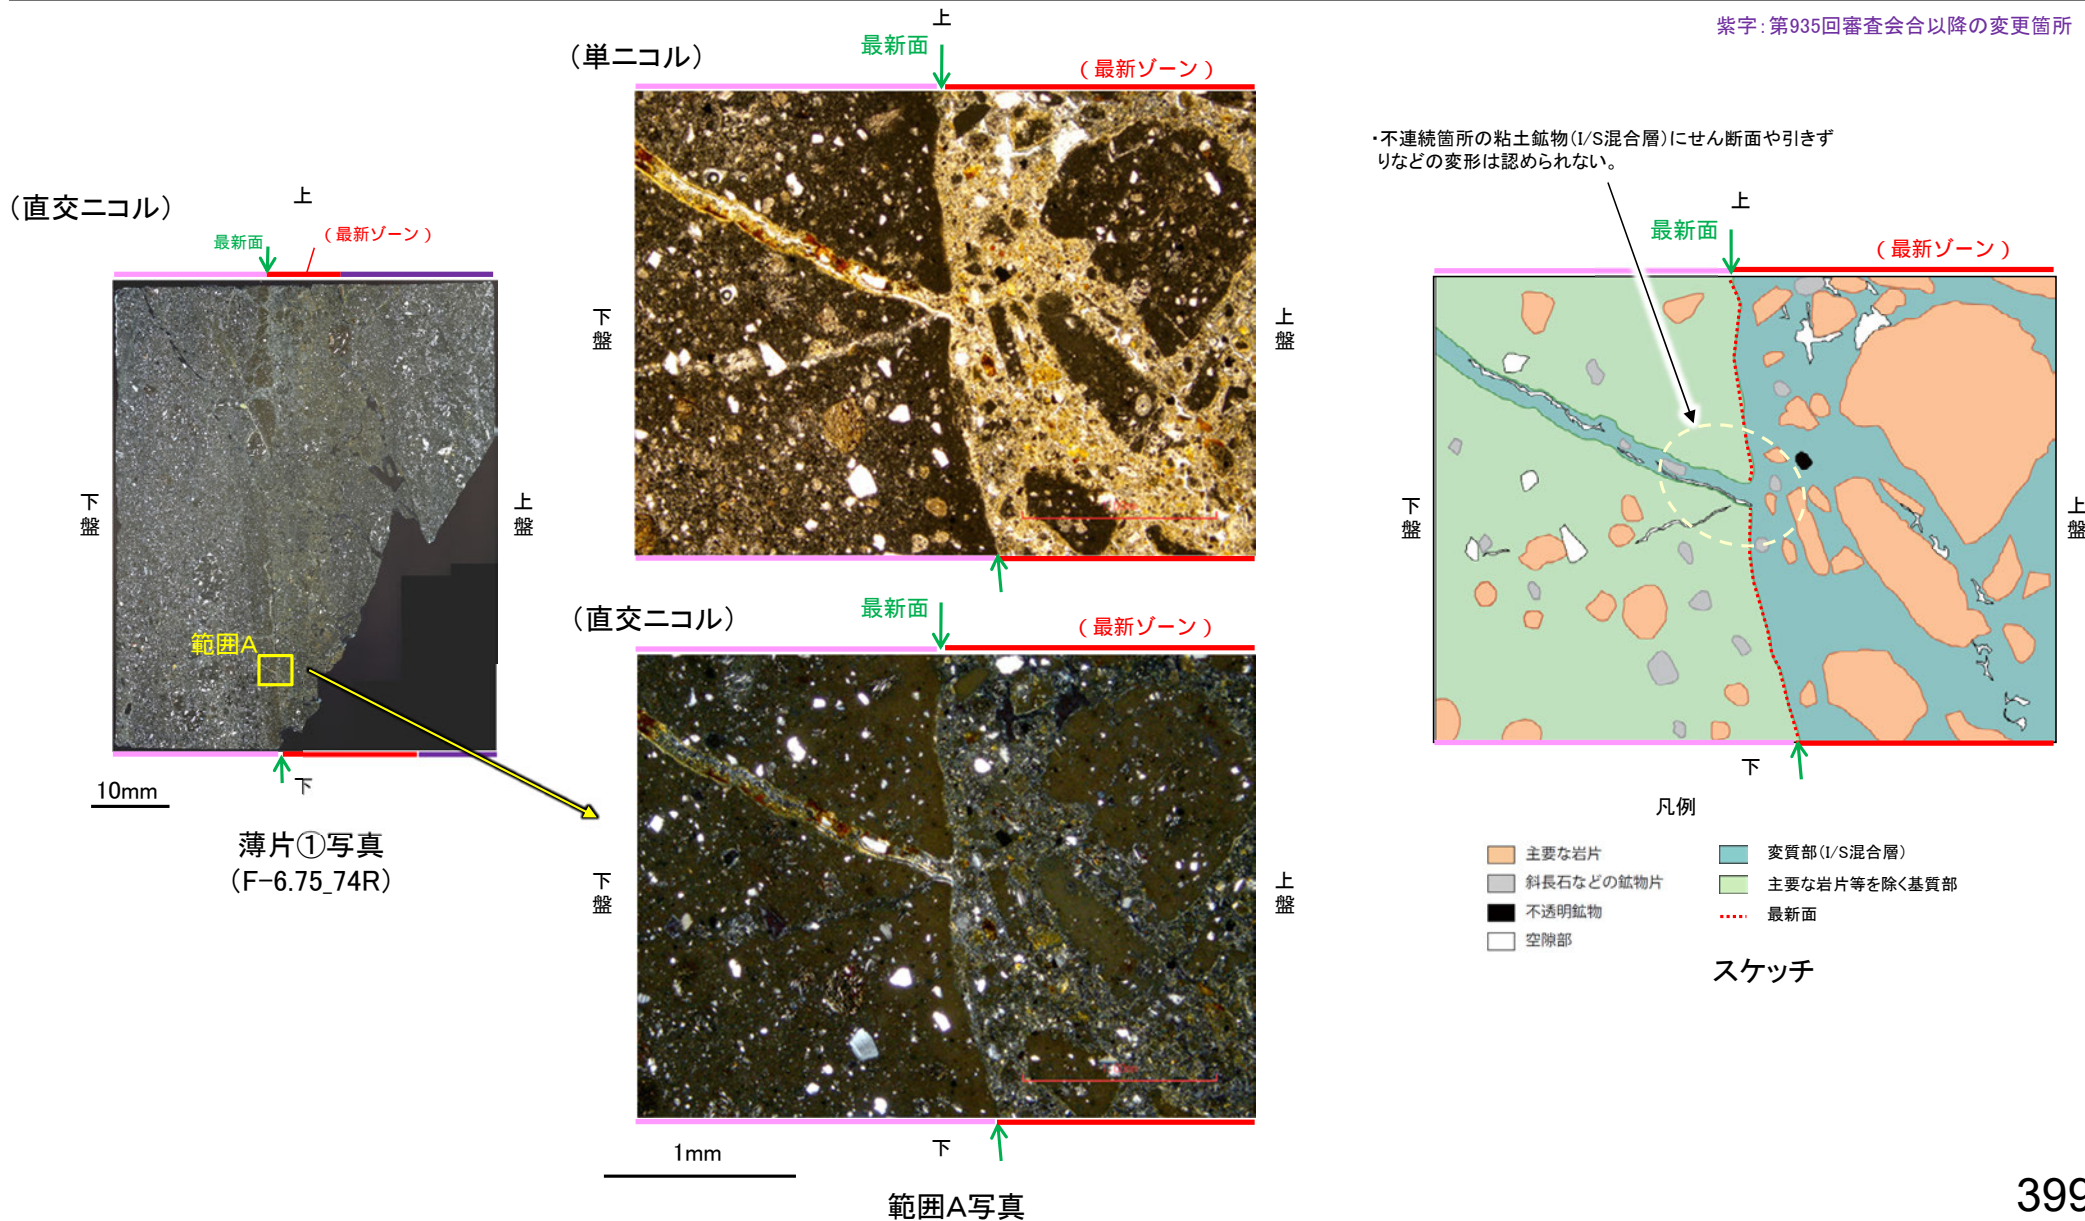 紫字：第935回審査会合以降の変更箇所
（直交ニコル）
上
最新面
（最新ゾーン）
下盤
上盤
範囲A
下
10mm
薄片①写真
（F-6.75_74R）
（単ニコル）
上
最新面
（最新ゾーン）
下盤
上盤
（直交ニコル）
最新面
（最新ゾーン）
下盤
上盤
下
1mm
範囲A写真
・不連続箇所の粘土鉱物（I/S混合層）にせん断面や引きず
りなどの変形は認められない。
上
最新面
（最新ゾーン）
下盤
上盤
下
凡例
主要な岩片
斜長石などの鉱物片
不透明鉱物
空隙部
変質部（I/S混合層）
主要な岩片等を除く基質部
最新面
スケッチ
399